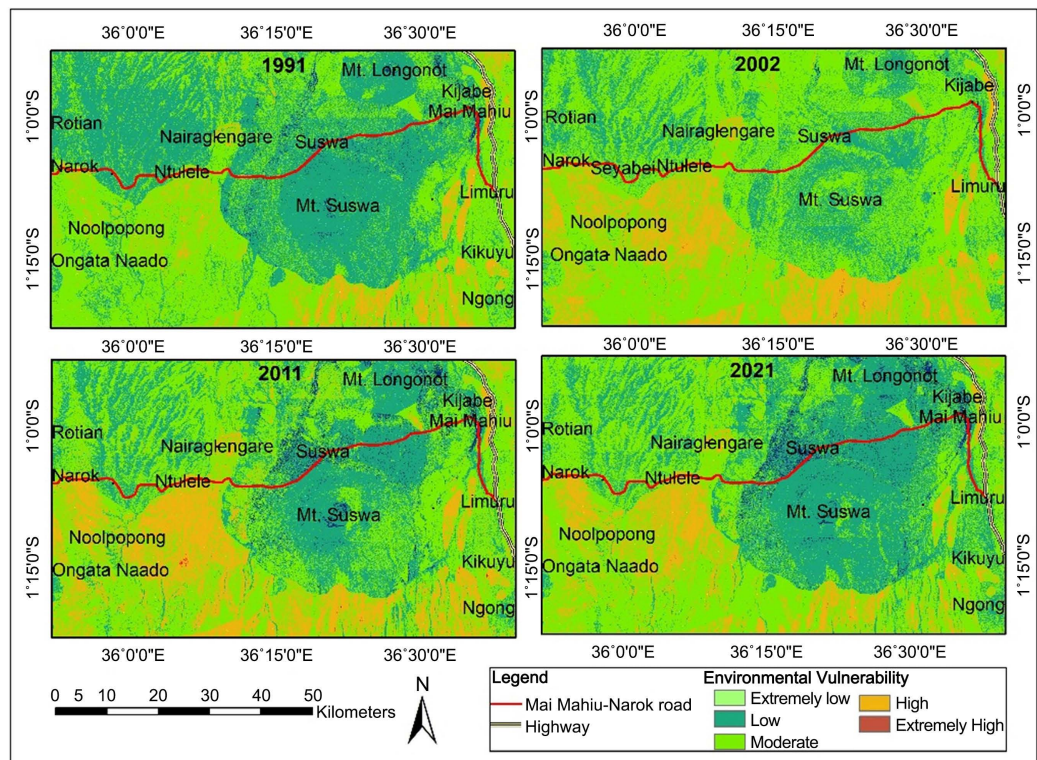 36°0'0"E 36°15'0"E 36°30'0"E
36°0'0"E 36°15'0"E 36°30'0"E
1991
Mt. Longonot
Kijabe
Mai Mahiu
Rotian
Nairaglengare
Suswa
Narok
Ntulele
Limuru
Mt. Suswa
Noolpopong
Kikuyu
Ongata Naado
Ngong
1°0'0"S
1°15'0"S
2002
Mt. Longonot
Kijabe
Rotian
Nairaglengare
Suswa
Narok
Seyabei
Ntulele
Limuru
Mt. Suswa
Noolpopong
Ongata Naado
1°0'0"S
1°15'0"S
36°0'0"E 36°15'0"E 36°30'0"E
36°0'0"E 36°15'0"E 36°30'0"E
2011
Mt. Longonot
Kijabe
Mai Mahiu
Rotian
Nairaglengare
Suswa
Narok
Ntulele
Limuru
Mt. Suswa
Noolpopong
Kikuyu
Ongata Naado
Ngong
1°0'0"S
1°15'0"S
2021
Mt. Longonot
Kijabe
Mai Mahiu
Rotian
Nairaglengare
Suswa
Narok
Ntulele
Limuru
Mt. Suswa
Noolpopong
Kikuyu
Ongata Naado
Ngong
1°0'0"S
1°15'0"S
36°0'0"E 36°15'0"E 36°30'0"E
36°0'0"E 36°15'0"E 36°30'0"E
0 5 10 20 30 40 50
Kilometers
N
Legend
Mai Mahiu-Narok road
Highway
Environmental Vulnerability
Extremely low
Low
Moderate
High
Extremely High